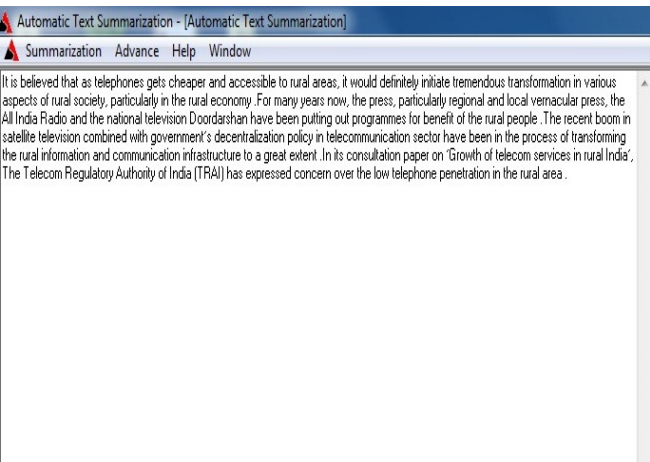 Automatic Text Summarization - [Automatic Text Summarization]
Summarization Advance Help Window
It is believed that as telephones gets cheaper and accessible to rural areas, it would definitely initiate tremendous transformation in various
aspects of rural society, particularly in the rural economy .For many years now, the press, particularly regional and local vernacular press, the
All India Radio and the national television Doordarshan have been putting out programmes for benefit of the rural people .The recent boom in
satellite television combined with government's decentralization policy in telecommunication sector have been in the process of transforming
the rural information and communication infrastructure to a great extent .In its consultation paper on 'Growth of telecom services in rural India',
The Telecom Regulatory Authority of India (TRAI) has expressed concern over the low telephone penetration in the rural area .